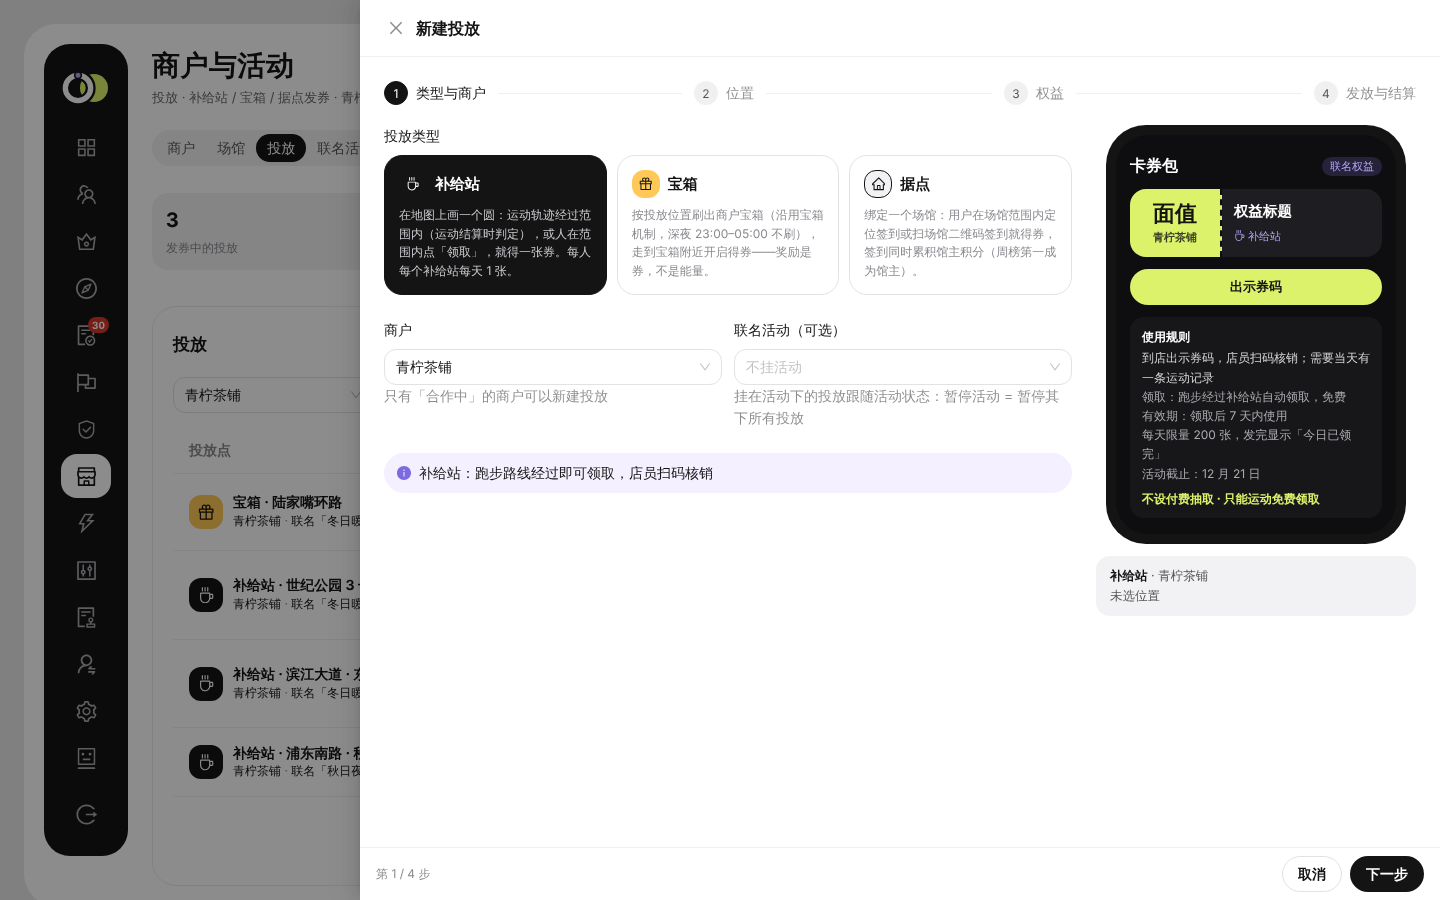 商户与活动
投放 · 补给站 / 宝箱 / 据点发券 · 青
商户
场馆
投放
联名活
3
发券中的投放
30
投放
青柠茶铺
投放点
宝箱 · 陆家嘴环路
青柠茶铺 · 联名「冬日暖
补给站 · 世纪公园 3
青柠茶铺 · 联名「冬日暖
补给站 · 滨江大道 ·
青柠茶铺 · 联名「冬日暖
补给站 · 浦东南路 ·
青柠茶铺 · 联名「秋日夜
新建投放
1 类型与商户
2 位置
3 权益
4 发放与结算
投放类型
补给站
在地图上画一个圆：运动轨迹经过范
围内（运动结算时判定），或人在范
围内点「领取」，就得一张券。每人
每个补给站每天 1 张。
宝箱
按投放位置刷出商户宝箱（沿用宝箱
机制，深夜 23:00–05:00 不刷），
走到宝箱附近开启得券——奖励是
券，不是能量。
据点
绑定一个场馆：用户在场馆范围内定
位签到或扫场馆二维码签到就得券，
签到同时累积馆主积分（周榜第一成
为馆主）。
商户
青柠茶铺
只有「合作中」的商户可以新建投放
联名活动（可选）
不挂活动
挂在活动下的投放跟随活动状态：暂停活动 = 暂停其
下所有投放
补给站：跑步路线经过即可领取，店员扫码核销
卡券包
联名权益
面值
青柠茶铺
权益标题
补给站
出示券码
使用规则
到店出示券码，店员扫码核销；需要当天有
一条运动记录
领取：跑步经过补给站自动领取，免费
有效期：领取后 7 天内使用
每天限量 200 张，发完显示「今日已领
完」
活动截止：12 月 21 日
不设付费抽取 · 只能运动免费领取
补给站 · 青柠茶铺
未选位置
第 1 / 4 步
取消
下一步